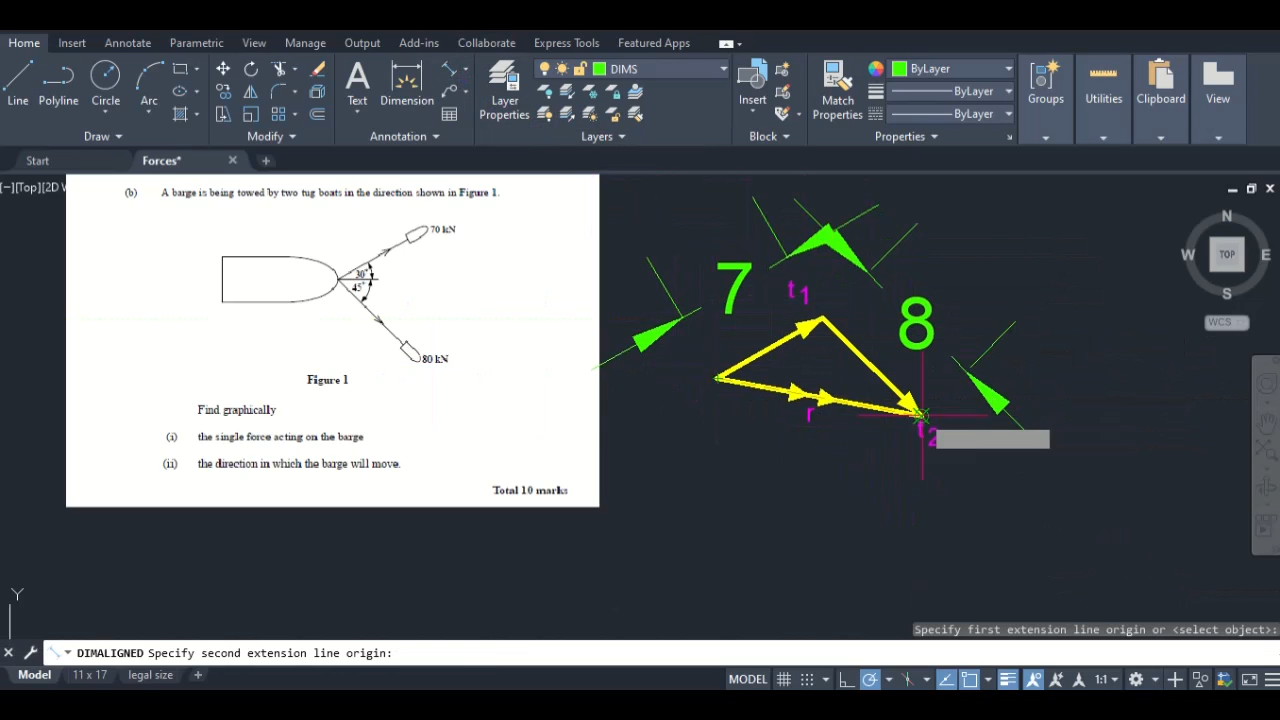 Home Insert Annotate Parametric View Manage Output Add-ins Collaborate Express Tools Featured Apps
DIMS
ByLayer
ByLayer
ByLayer
Line Polyline Circle Arc Text Dimension Layer Properties Insert Match Properties Groups Utilities Clipboard View
Draw Modify Annotation Layers Block Properties
Start Forces*
[−][Top][2D W
(b) A barge is being towed by two tug boats in the direction shown in Figure 1.
70 kN
30°
45°
80 kN
Figure 1
Find graphically
(i) the single force acting on the barge
(ii) the direction in which the barge will move.
Total 10 marks
7
t1
8
r
t2
N
W TOP E
S
WCS
Y
Specify first extension line origin or <select object>:
DIMALIGNED Specify second extension line origin:
Model 11 x 17 legal size
MODEL 1:1